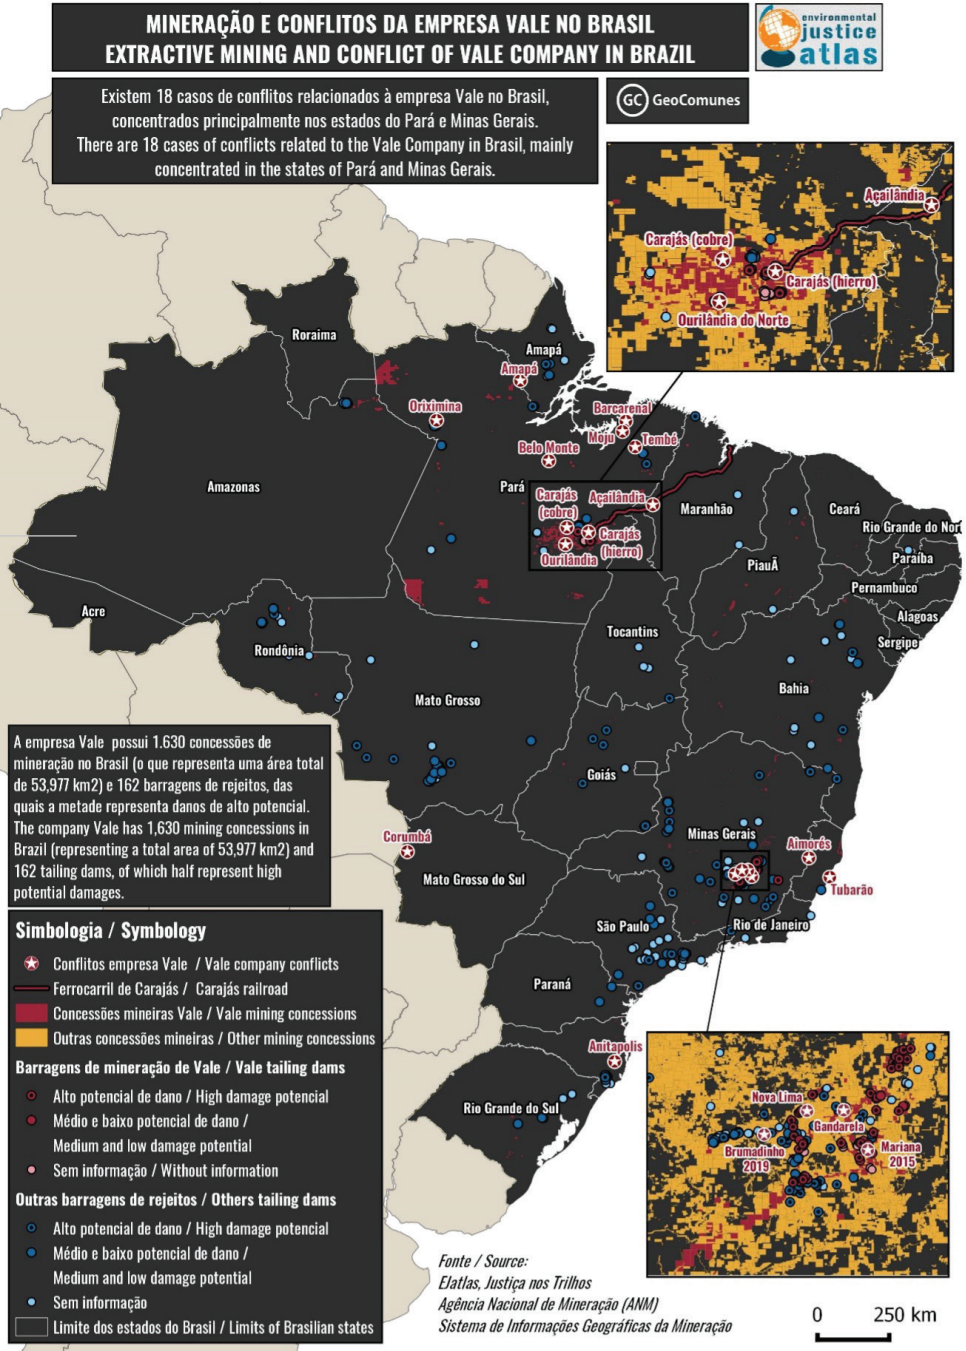 MINERAÇÃO E CONFLITOS DA EMPRESA VALE NO BRASIL
EXTRACTIVE MINING AND CONFLICT OF VALE COMPANY IN BRAZIL
environmental
justice
atlas
Existem 18 casos de conflitos relacionados à empresa Vale no Brasil,
concentrados principalmente nos estados do Pará e Minas Gerais.
There are 18 cases of conflicts related to the Vale Company in Brazil, mainly
concentrated in the states of Pará and Minas Gerais.
GC GeoComunes
Açailândia
Carajás (cobre)
Carajás (hierro)
Ourilândia do Norte
Roraima
Amapá
Amapá
Oriximina
Barcarenal
Moju
Tembé
Belo Monte
Amazonas
Pará
Carajás
(cobre)
Açailândia
Carajás
(hierro)
Ourilândia
Maranhão
Ceará
Rio Grande do Nort
Paraíba
PiauÃ
Pernambuco
Alagoas
Sergipe
Acre
Rondônia
Tocantins
Mato Grosso
Bahia
Goiás
A empresa Vale possui 1.630 concessões de
mineração no Brasil (o que representa uma área total
de 53,977 km2) e 162 barragens de rejeitos, das
quais a metade representa danos de alto potencial.
The company Vale has 1,630 mining concessions in
Brazil (representing a total area of 53,977 km2) and
162 tailing dams, of which half represent high
potential damages.
Corumbá
Mato Grosso do Sul
Minas Gerais
Aimorés
Tubarão
São Paulo
Rio de Janeiro
Paraná
Anitapolis
Rio Grande do Sul
Simbologia / Symbology
Conflitos empresa Vale / Vale company conflicts
Ferrocarril de Carajás / Carajás railroad
Concessões mineiras Vale / Vale mining concessions
Outras concessões mineiras / Other mining concessions
Barragens de mineração de Vale / Vale tailing dams
Alto potencial de dano / High damage potential
Médio e baixo potencial de dano /
Medium and low damage potential
Sem informação / Without information
Outras barragens de rejeitos / Others tailing dams
Alto potencial de dano / High damage potential
Médio e baixo potencial de dano /
Medium and low damage potential
Sem informação
Limite dos estados do Brasil / Limits of Brasilian states
Nova Lima
Gandarela
Brumadinho
2019
Mariana
2015
Fonte / Source:
EJatlas, Justiça nos Trilhos
Agência Nacional de Mineração (ANM)
Sistema de Informações Geográficas da Mineração
0 250 km